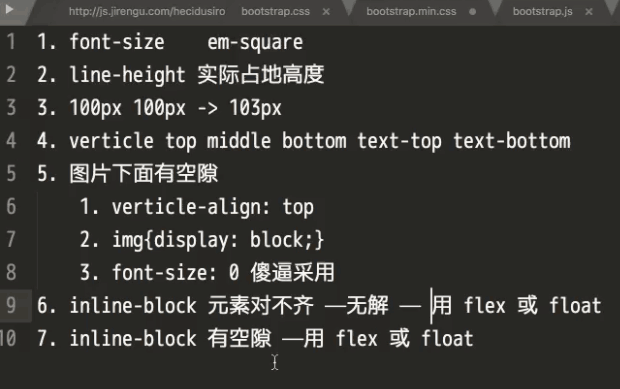 http://js.jirengu.com/hecidusiro bootstrap.css × bootstrap.min.css bootstrap.js ×
1 1. font-size em-square
2 2. line-height 实际占地高度
3 3. 100px 100px -> 103px
4 4. verticle top middle bottom text-top text-bottom
5 5. 图片下面有空隙
6 1. verticle-align: top
7 2. img{display: block;}
8 3. font-size: 0 傻逼采用
9 6. inline-block 元素对不齐 ——无解 —— 用 flex 或 float
10 7. inline-block 有空隙 ——用 flex 或 float